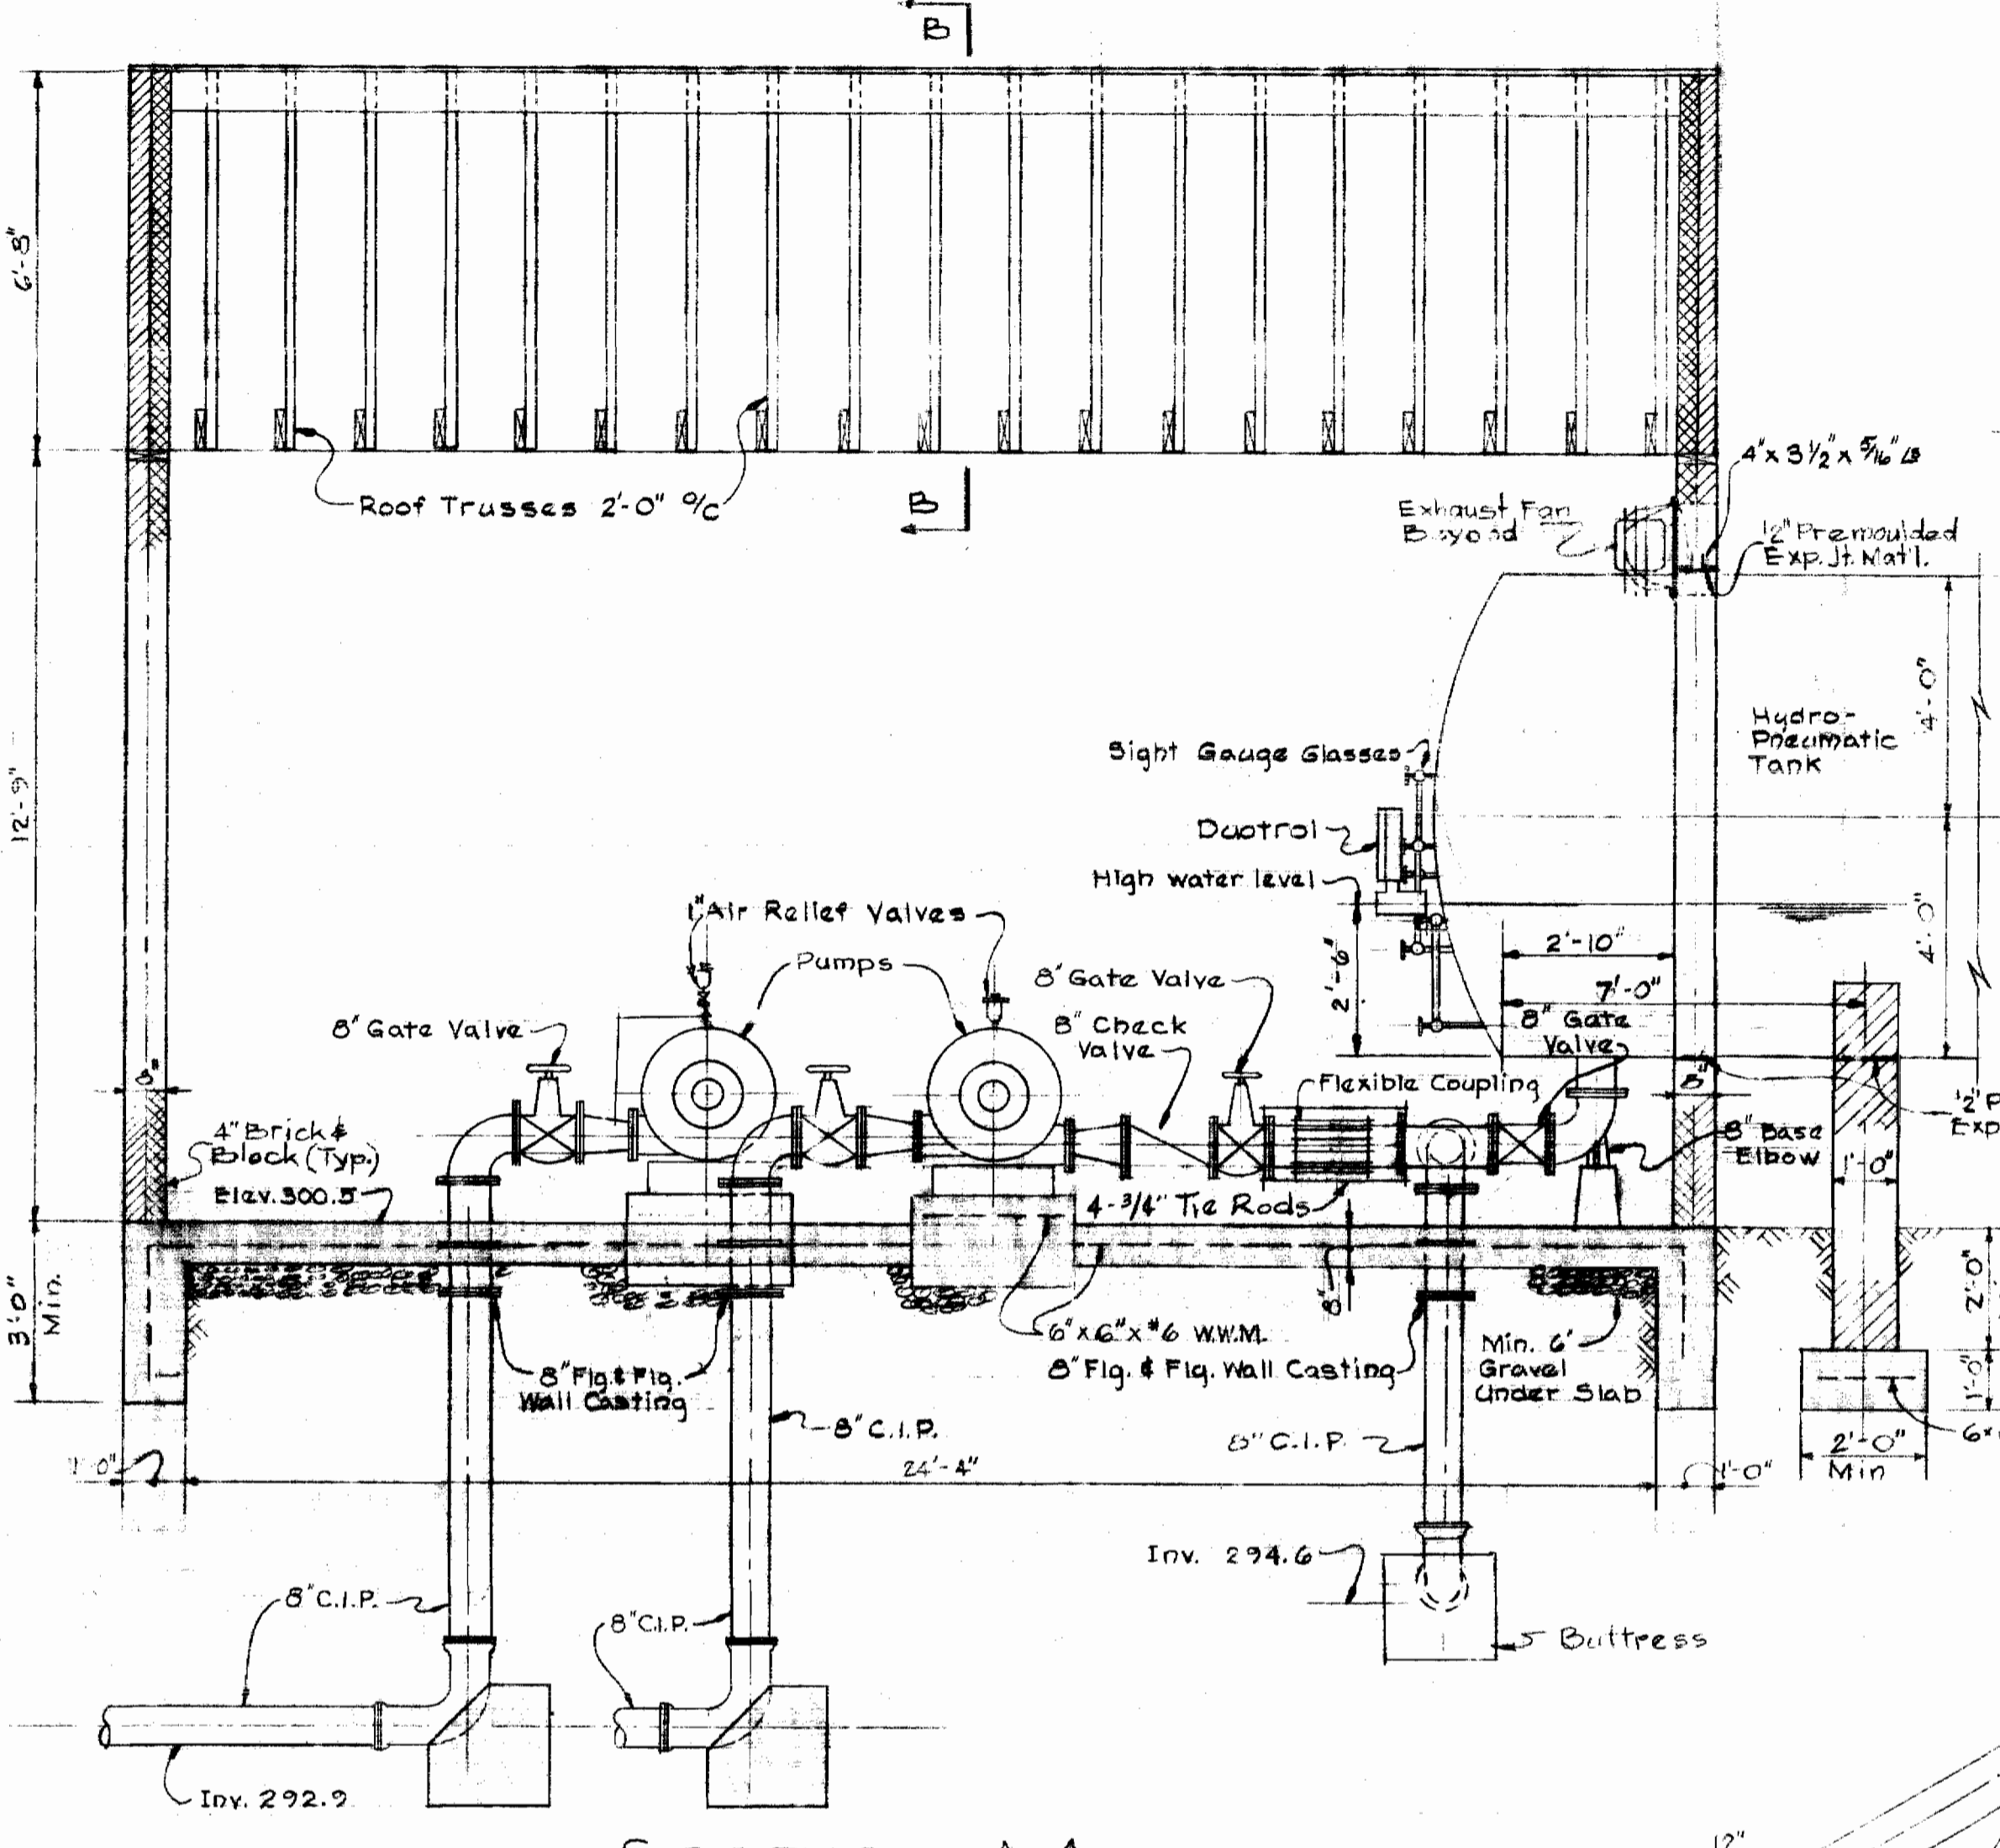 B
6'-8"
Roof Trusses 2'-0" o/c
B
4" x 3 1/2" x 5/16" Ls
Exhaust Fan
Beyond
1/2" Premoulded
Exp. Jt. Mat'l.
12'-9"
4'-0"
Hydro-
Pneumatic
Tank
Sight Gauge Glasses
Duotrol
High water level
1" Air Relief Valves
Pumps
4'-0"
2'-10"
2'-6"
7'-0"
8" Gate Valve
8" Gate Valve
8" Check
Valve
8" Gate
Valve
Flexible Coupling
8"
8"
1/2" P
Exp
4" Brick &
Block (Typ.)
Elev. 300.5
8" Base
Elbow
1'-0"
4-3/4" Tie Rods
3'-0"
Min.
8"
2'-0"
6" x 6" x #6 W.W.M.
8" Flg. & Flg. Wall Casting
Min. 6"
Gravel
Under Slab
8" Flg. & Flg.
Wall Casting
1'-0"
8" C.I.P.
8" C.I.P.
6"x
2'-0"
Min
1'-0"
24'-4"
1'-0"
Inv. 294.6
8" C.I.P.
8" C.I.P.
Buttress
Inv. 292.9
12"